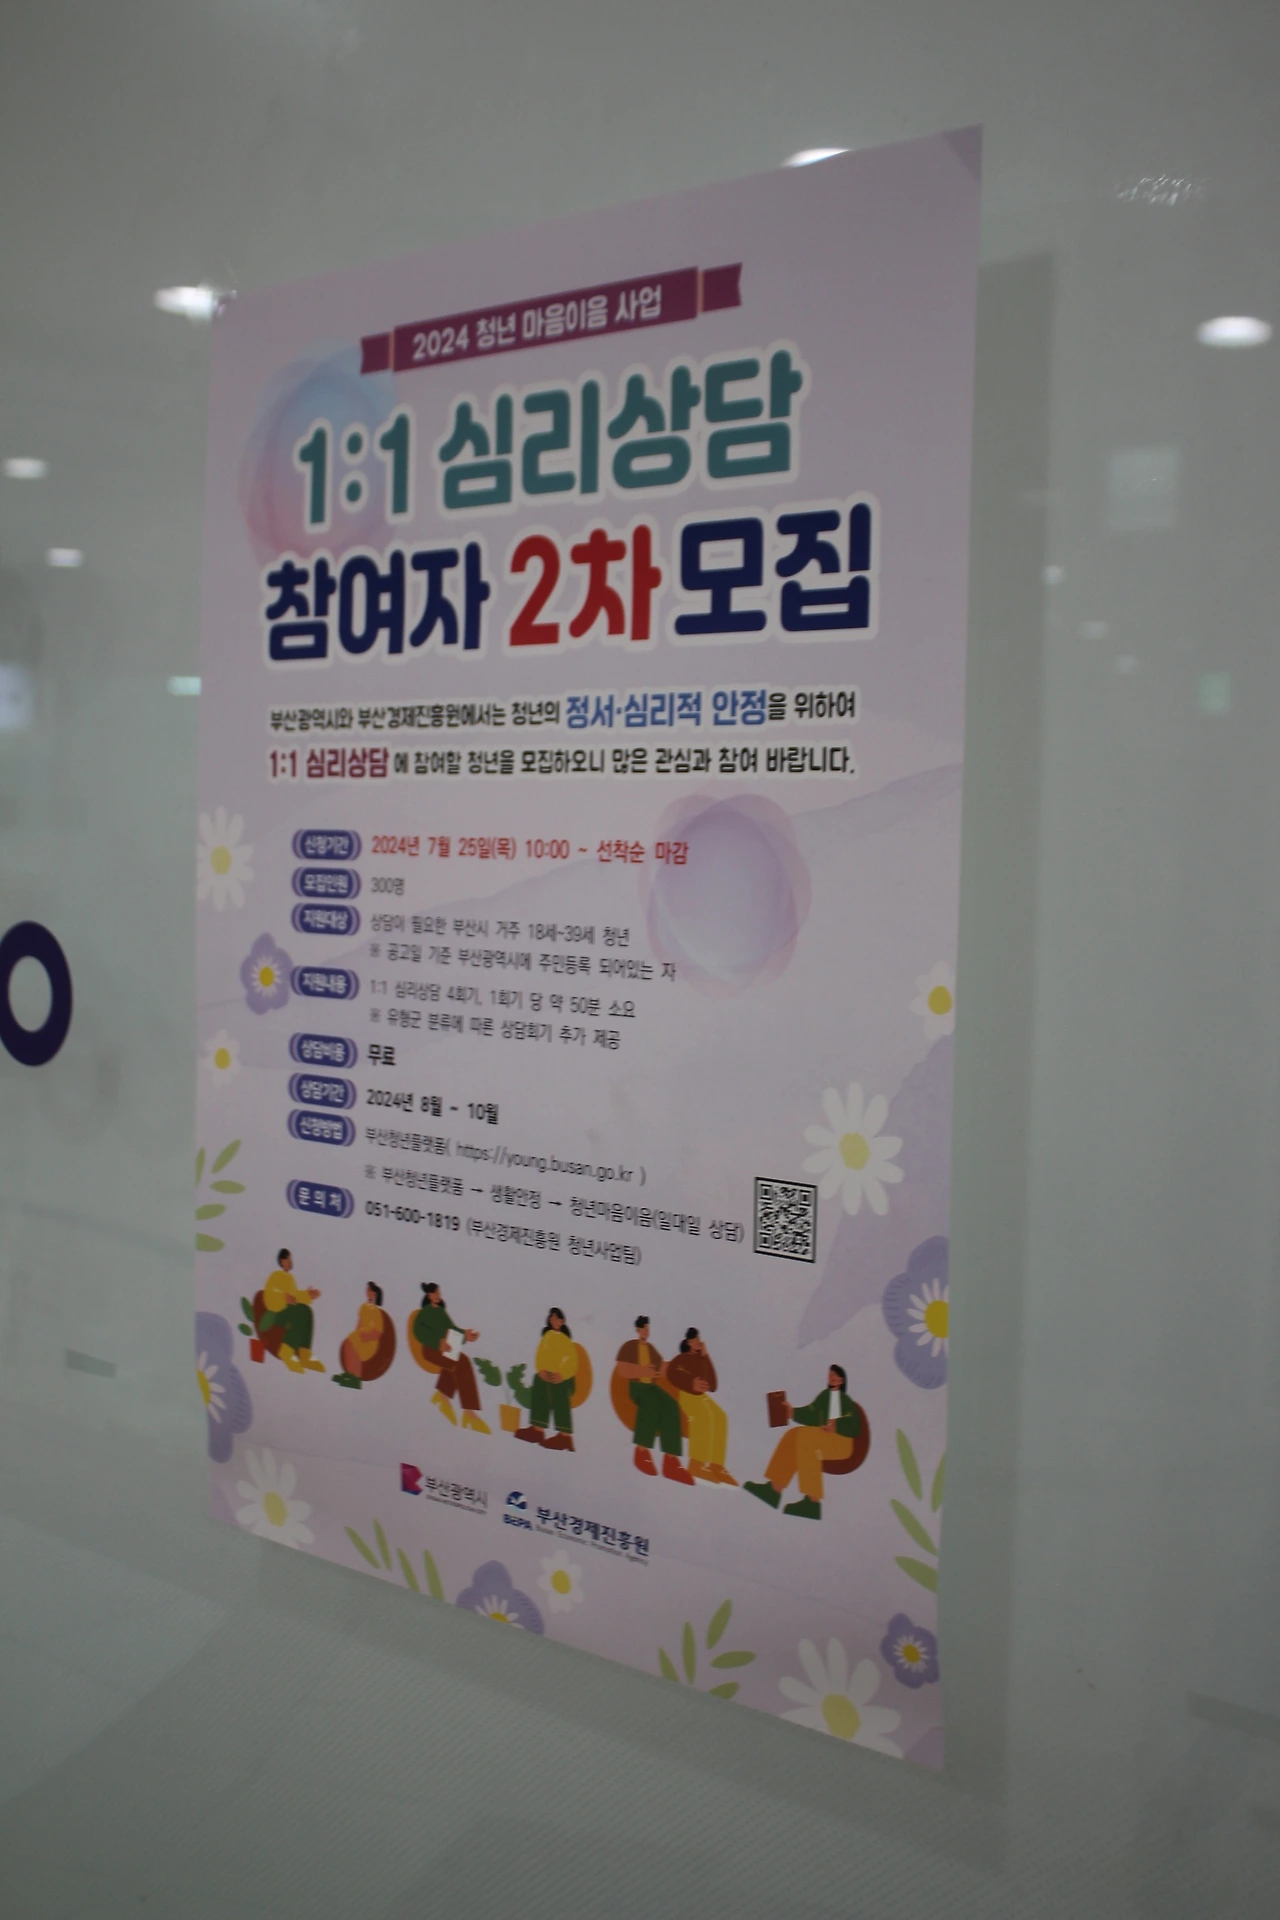 2024 청년 마음이음 사업
1:1 심리상담
참여자 2차 모집
부산광역시와 부산경제진흥원에서는 청년의 정서·심리적 안정을 위하여
1:1 심리상담에 참여할 청년을 모집하오니 많은 관심과 참여 바랍니다.
신청기간 2024년 7월 25일(목) 10:00 ~ 선착순 마감
모집인원 300명
지원대상 상담이 필요한 부산시 거주 18세~39세 청년
※ 공고일 기준 부산광역시에 주민등록 되어있는 자
지원내용 1:1 심리상담 4회기, 1회기 당 약 50분 소요
※ 유형군 분류에 따른 상담회기 추가 제공
상담비용 무료
상담기간 2024년 8월 ~ 10월
신청방법 부산청년플랫폼( https://young.busan.go.kr )
※ 부산청년플랫폼 → 생활안정 → 청년마음이음(일대일 상담)
문의처 051-600-1819 (부산경제진흥원 청년사업팀)
부산광역시
BEPA 부산경제진흥원
Busan Economic Promotion Agency